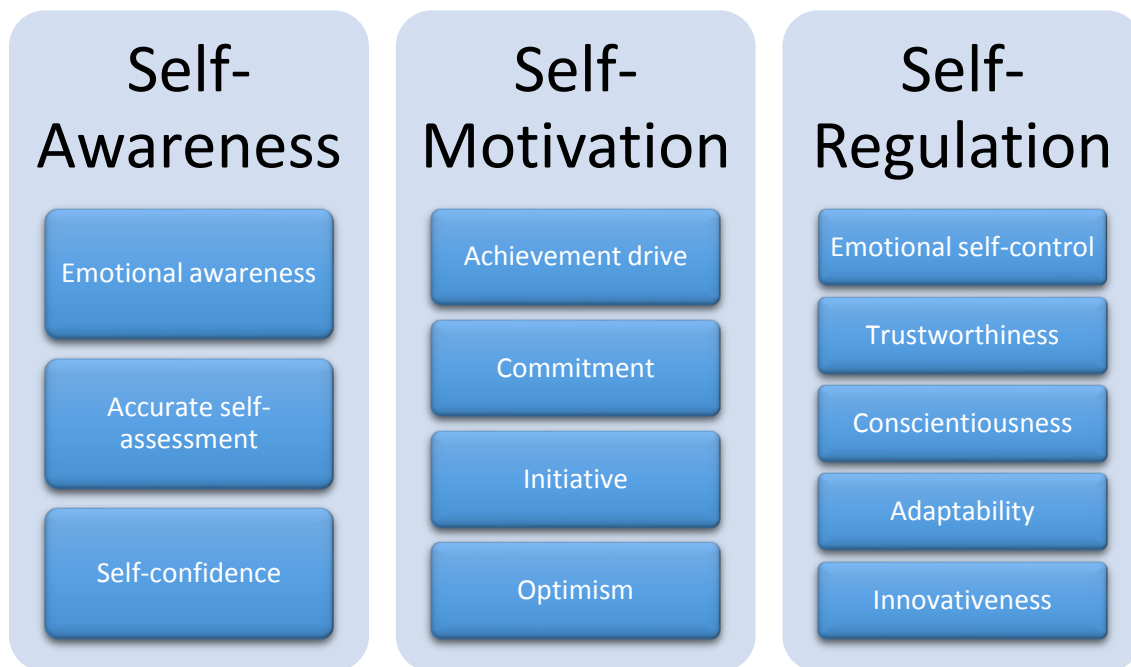 Self-
Awareness
Emotional awareness
Accurate self-
assessment
Self-confidence
Self-
Motivation
Achievement drive
Commitment
Initiative
Optimism
Self-
Regulation
Emotional self-control
Trustworthiness
Conscientiousness
Adaptability
Innovativeness